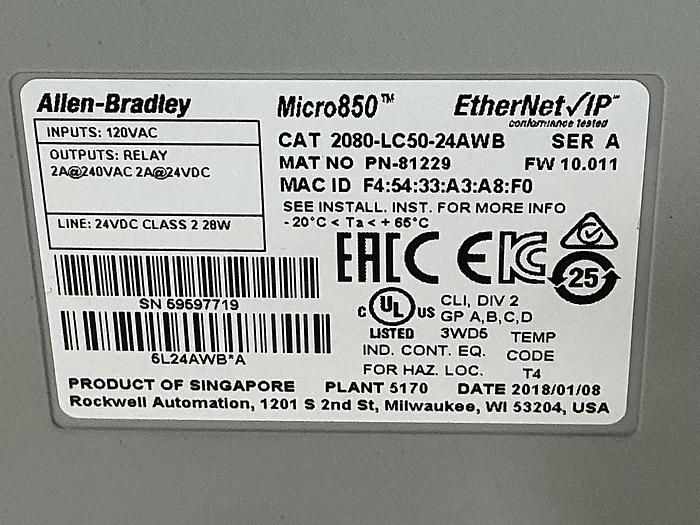 Allen-Bradley
Micro850™
EtherNet/IP™
conformance tested
INPUTS: 120VAC
OUTPUTS: RELAY
2A@240VAC 2A@24VDC
LINE: 24VDC CLASS 2 28W
CAT 2080-LC50-24AWB SER A
MAT NO PN-81229 FW 10.011
MAC ID F4:54:33:A3:A8:F0
SEE INSTALL. INST. FOR MORE INFO
-20°C < Ta < + 65°C
EAC CE KC 25
SN 59597719
6L24AWB*A
C UL US
LISTED
CLI, DIV 2
GP A,B,C,D
3WD5
IND. CONT. EQ.
FOR HAZ. LOC.
TEMP
CODE
T4
PRODUCT OF SINGAPORE PLANT 5170 DATE 2018/01/08
Rockwell Automation, 1201 S 2nd St, Milwaukee, WI 53204, USA